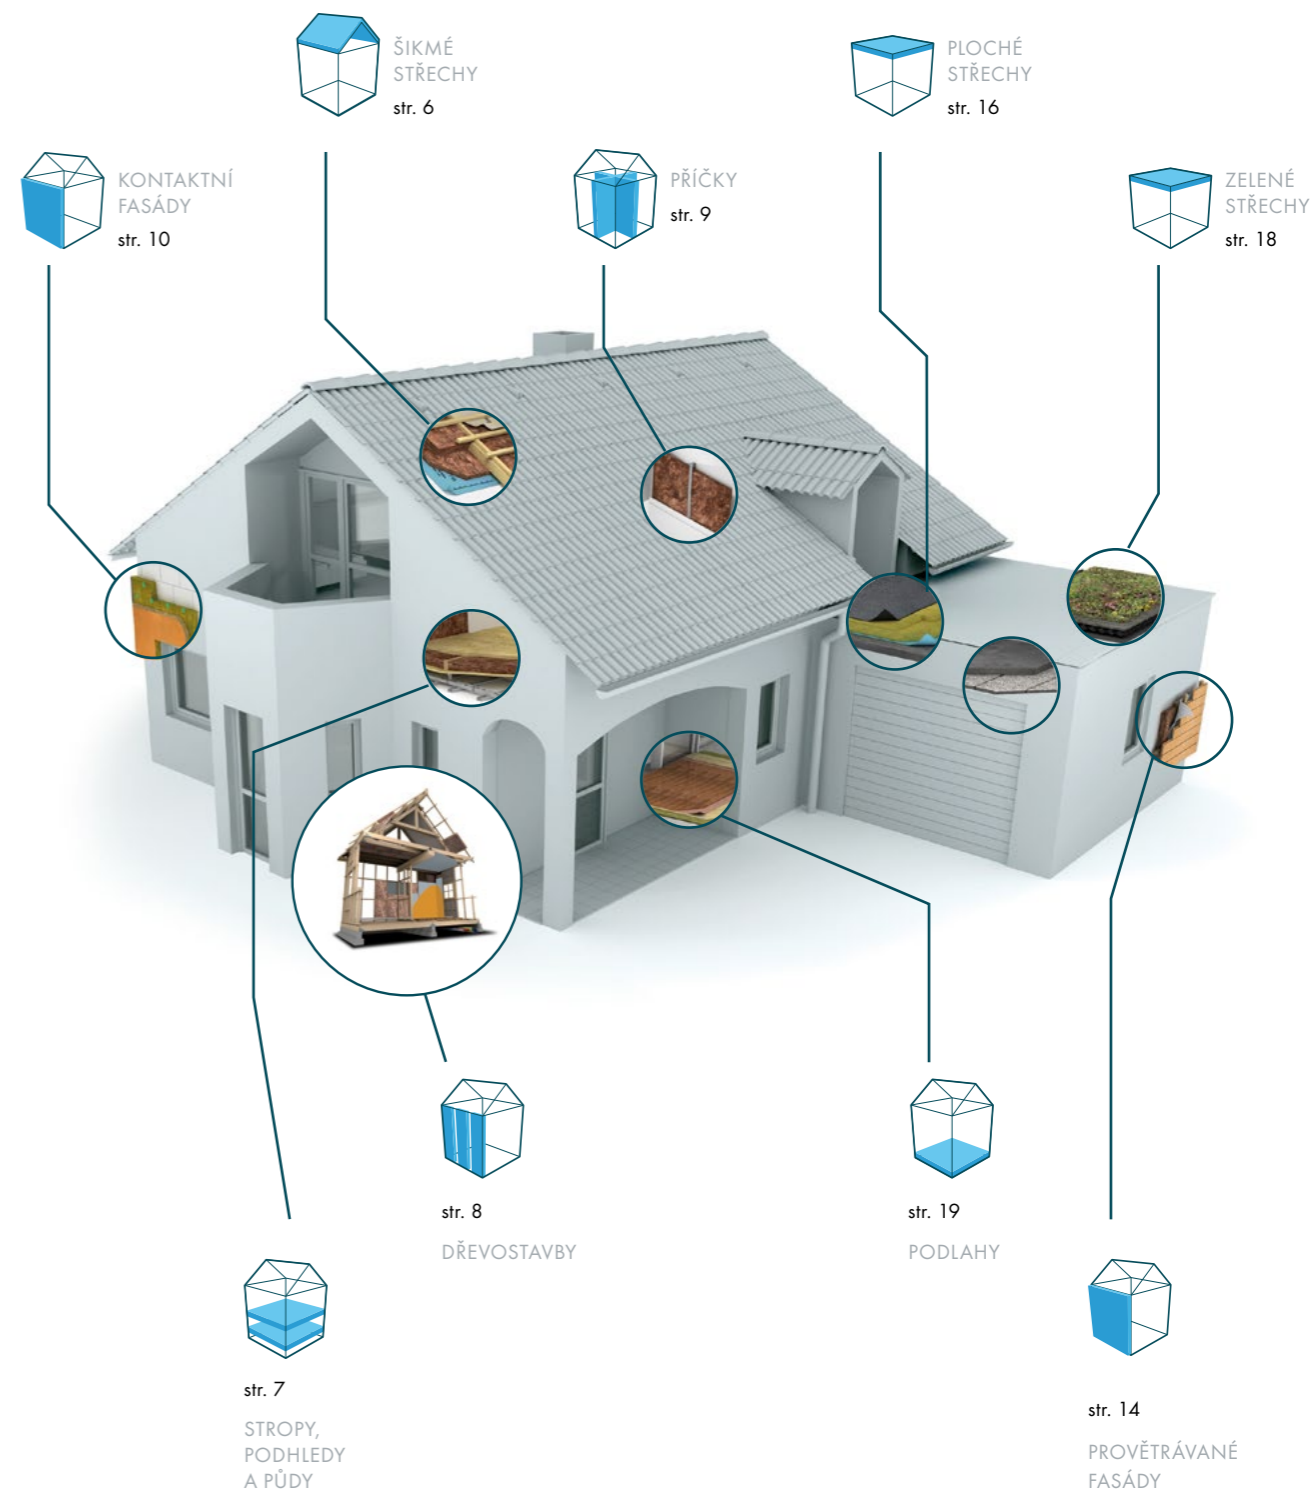 ŠIKMÉ
STŘECHY
str. 6
PLOCHÉ
STŘECHY
str. 16
KONTAKTNÍ
FASÁDY
str. 10
PŘÍČKY
str. 9
ZELENÉ
STŘECHY
str. 18
str. 8
DŘEVOSTAVBY
str. 19
PODLAHY
str. 7
STROPY,
PODHLEDY
A PŮDY
str. 14
PROVĚTRÁVANÉ
FASÁDY